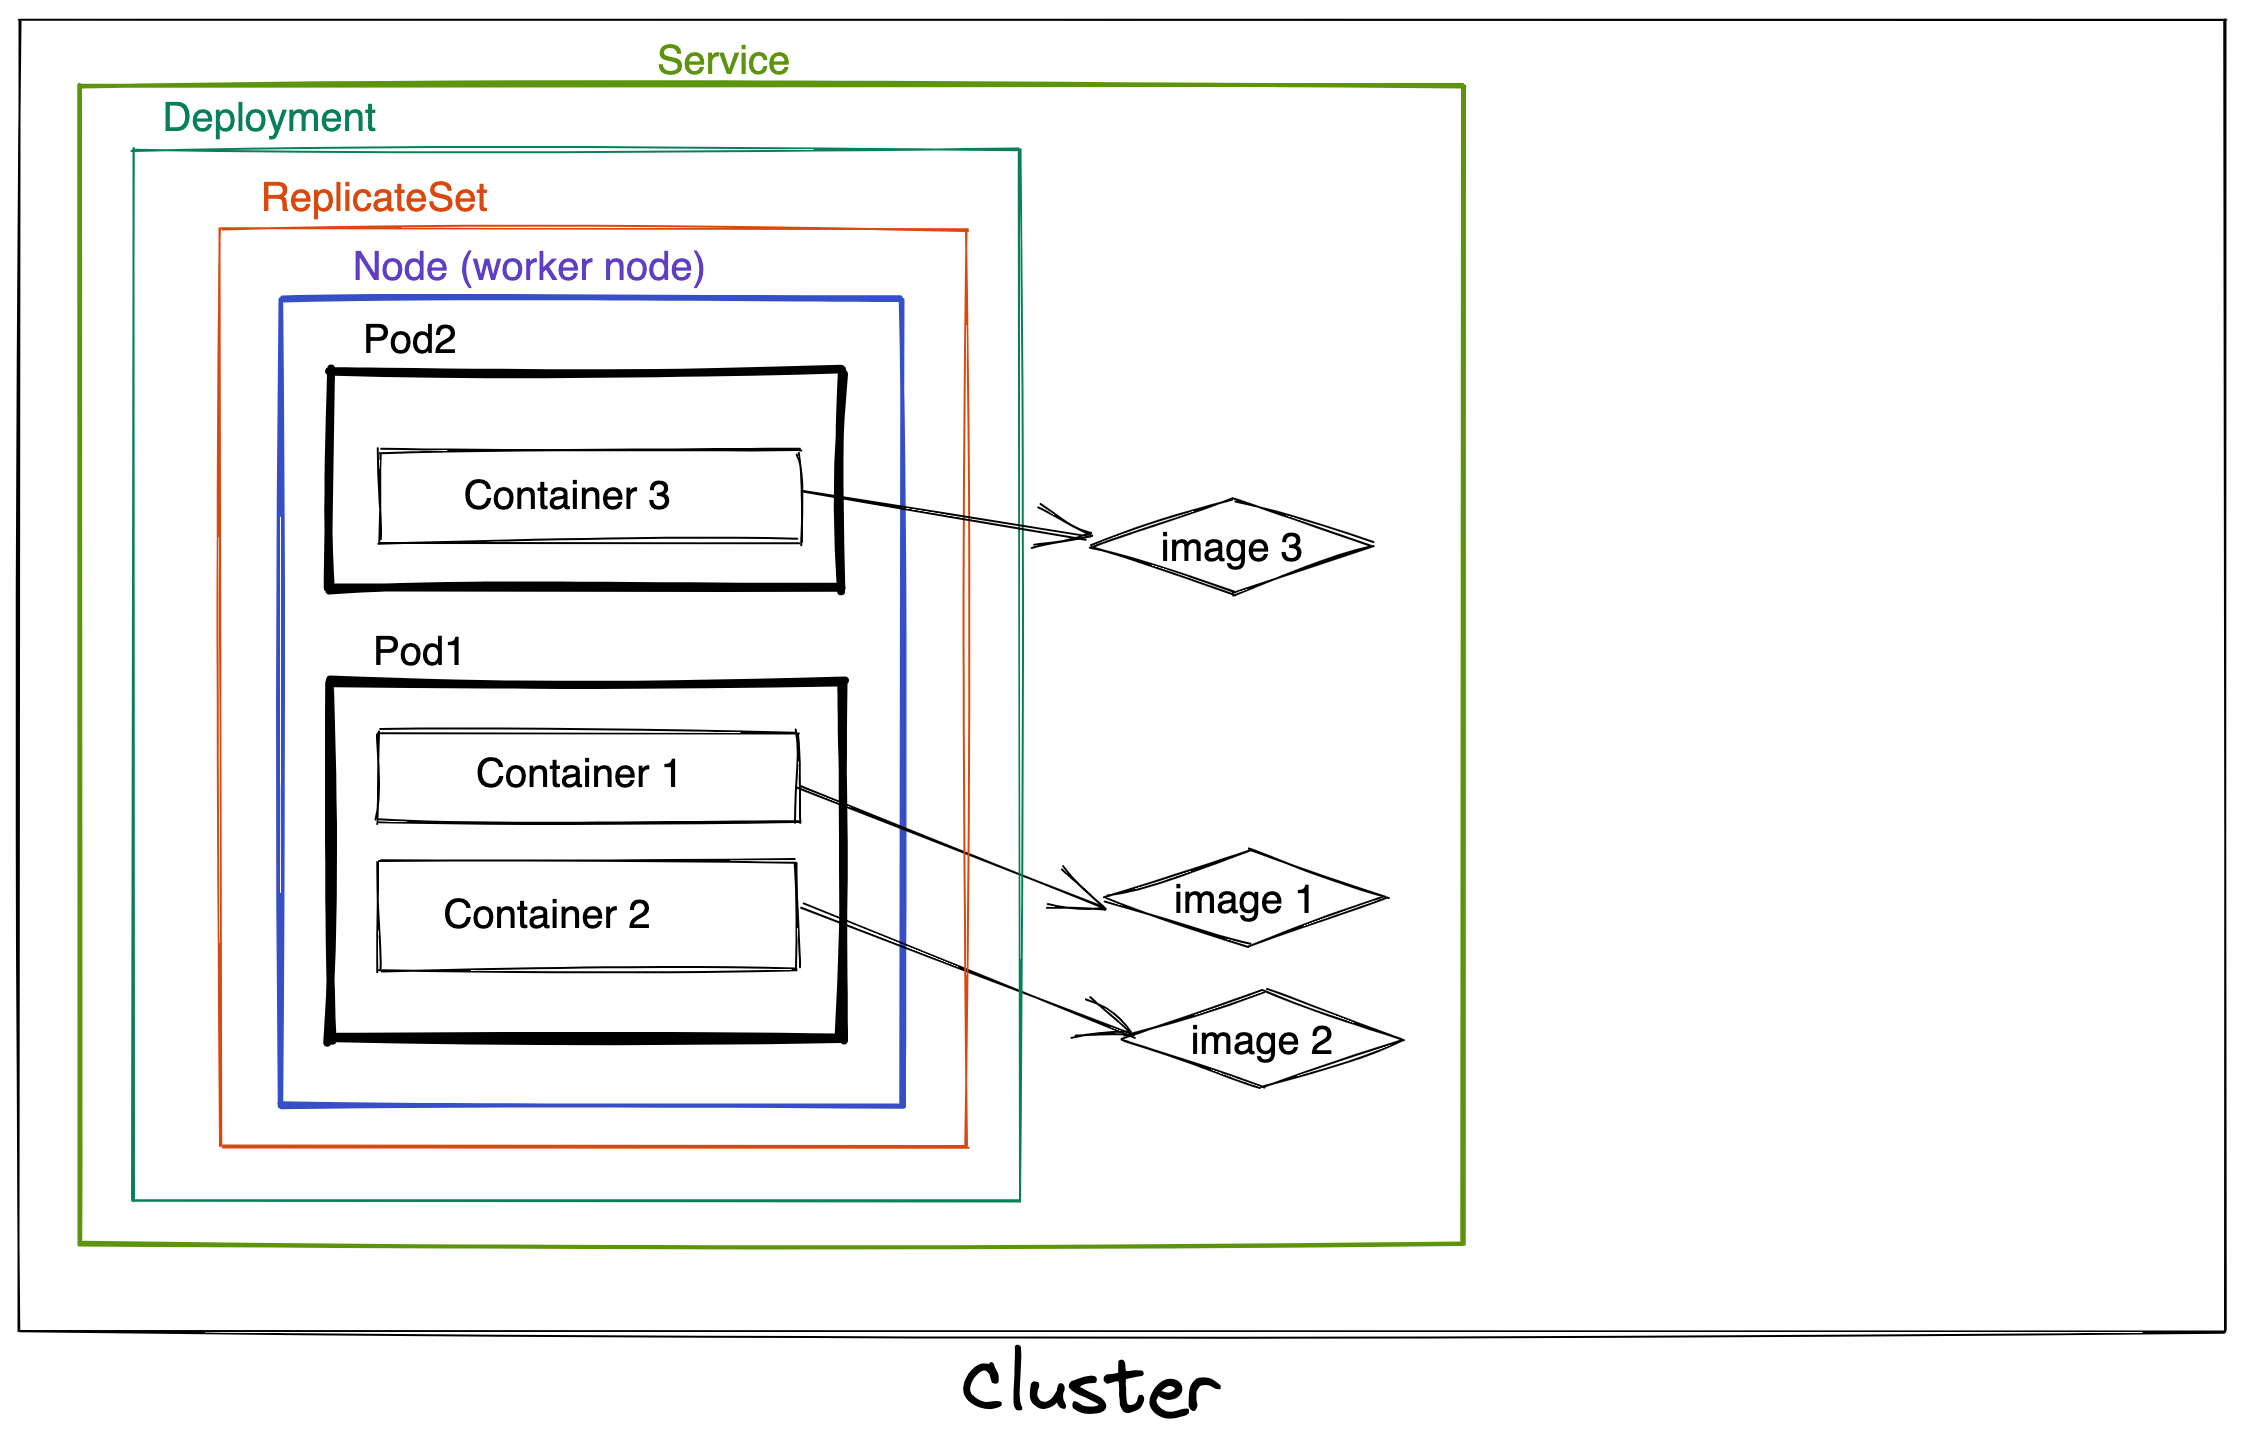 Service
Deployment
ReplicateSet
Node (worker node)
Pod2
Container 3
image 3
Pod1
Container 1
image 1
Container 2
image 2
Cluster